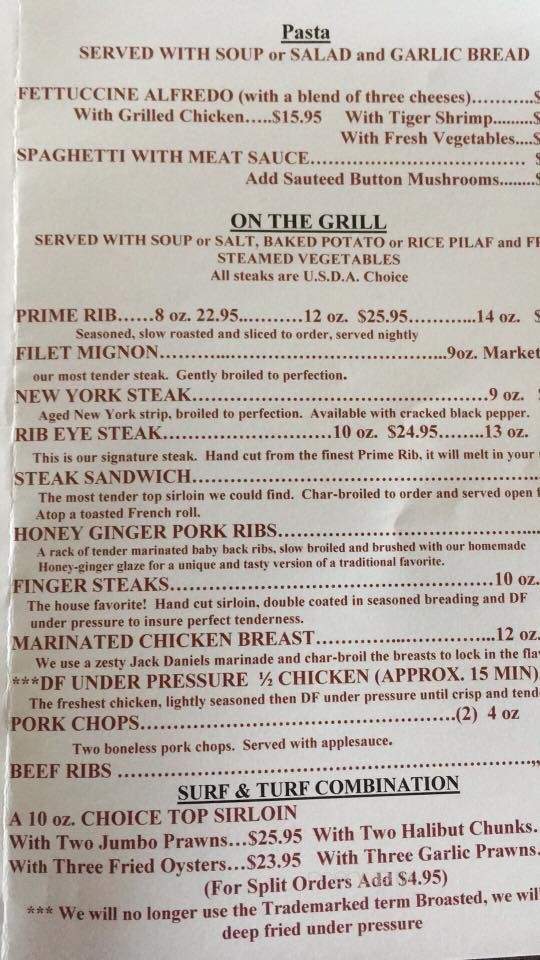 Pasta
SERVED WITH SOUP or SALAD and GARLIC BREAD
FETTUCCINE ALFREDO (with a blend of three cheeses)..........$
With Grilled Chicken.....$15.95 With Tiger Shrimp.........$
With Fresh Vegetables....$
SPAGHETTI WITH MEAT SAUCE................................ $
Add Sauteed Button Mushrooms........$
ON THE GRILL
SERVED WITH SOUP or SALT, BAKED POTATO or RICE PILAF and
STEAMED VEGETABLES
All steaks are U.S.D.A. Choice
PRIME RIB......8 oz. 22.95...........12 oz. $25.95............14 oz. $
Seasoned, slow roasted and sliced to order, served nightly
FILET MIGNON............................................9oz. Market
our most tender steak. Gently broiled to perfection.
NEW YORK STEAK.............................................9 oz.
Aged New York strip, broiled to perfection. Available with cracked black pepper.
RIB EYE STEAK..........................10 oz. $24.95........13 oz.
This is our signature steak. Hand cut from the finest Prime Rib, it will melt in your
STEAK SANDWICH.....................................................
The most tender top sirloin we could find. Char-broiled to order and served open
Atop a toasted French roll.
HONEY GINGER PORK RIBS..........................................
A rack of tender marinated baby back ribs, slow broiled and brushed with our homemade
Honey-ginger glaze for a unique and tasty version of a traditional favorite.
FINGER STEAKS.................................................10 oz.
The house favorite! Hand cut sirloin, double coated in seasoned breading and DF
under pressure to insure perfect tenderness.
MARINATED CHICKEN BREAST............................12 oz.
We use a zesty Jack Daniels marinade and char-broil the breasts to lock in the
***DF UNDER PRESSURE ½ CHICKEN (APPROX. 15 MIN)
The freshest chicken, lightly seasoned then DF under pressure until crisp and
PORK CHOPS................................................(2) 4 oz
Two boneless pork chops. Served with applesauce.
BEEF RIBS ...............................................................,,
SURF & TURF COMBINATION
A 10 oz. CHOICE TOP SIRLOIN
With Two Jumbo Prawns...$25.95 With Two Halibut Chunks.
With Three Fried Oysters...$23.95 With Three Garlic Prawns.
(For Split Orders Add $4.95)
*** We will no longer use the Trademarked term Broasted, we will
deep fried under pressure